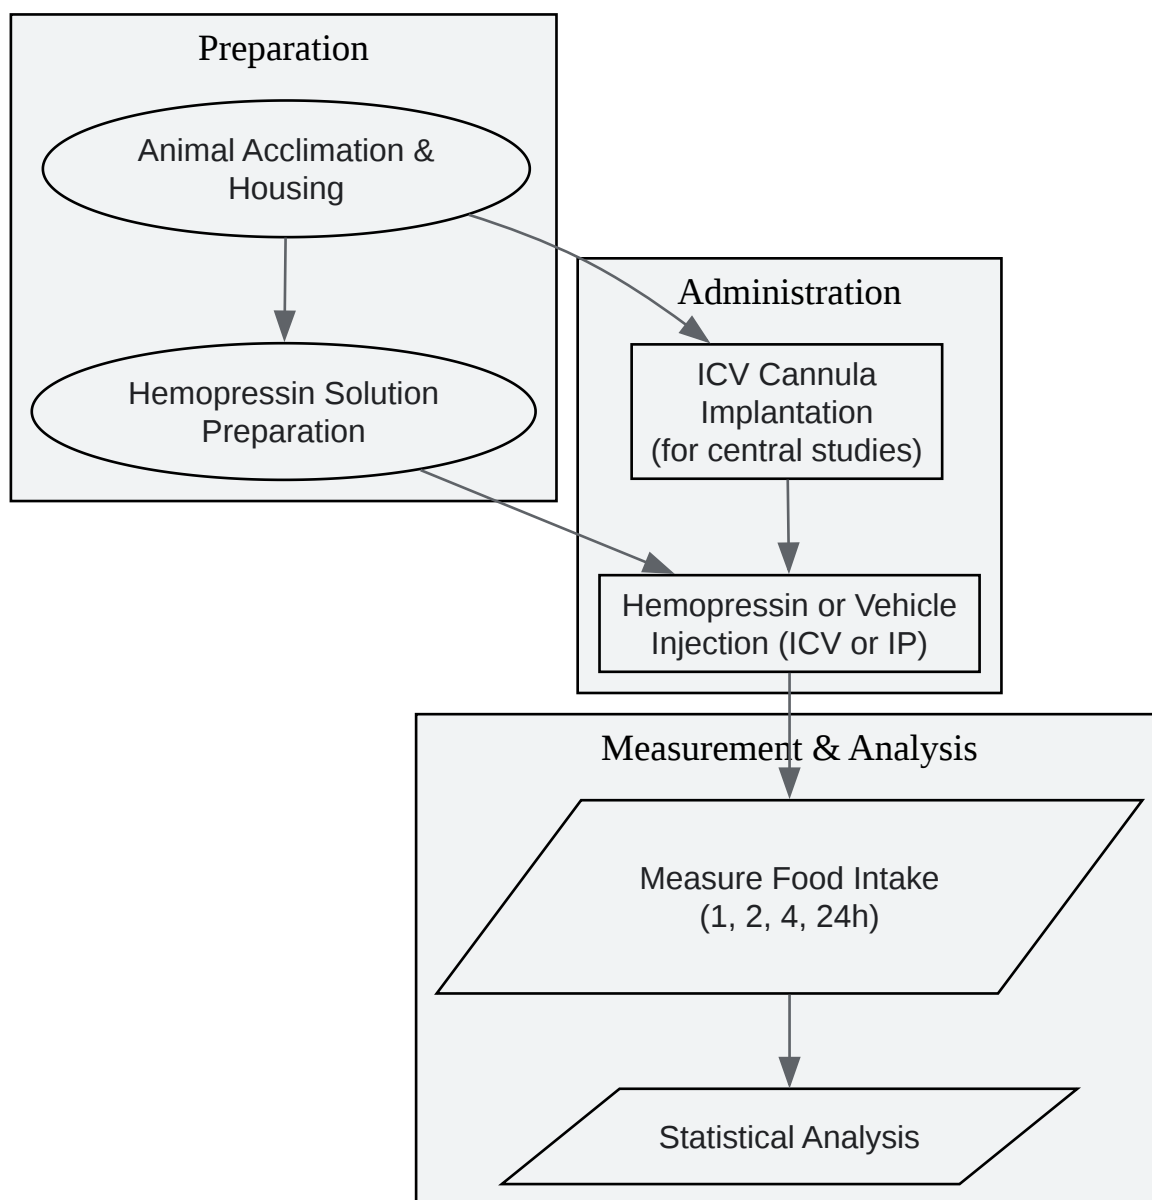 Preparation
Animal Acclimation &
Housing
Hemopressin Solution
Preparation
Administration
ICV Cannula
Implantation
(for central studies)
Hemopressin or Vehicle
Injection (ICV or IP)
Measurement & Analysis
Measure Food Intake
(1, 2, 4, 24h)
Statistical Analysis